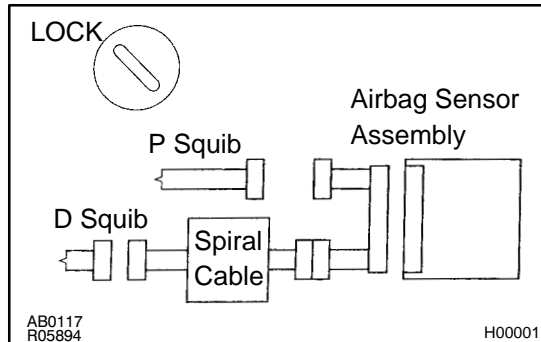 LOCK
Airbag Sensor
Assembly
P Squib
D Squib
Spiral
Cable
AB0117
R05894
H00001